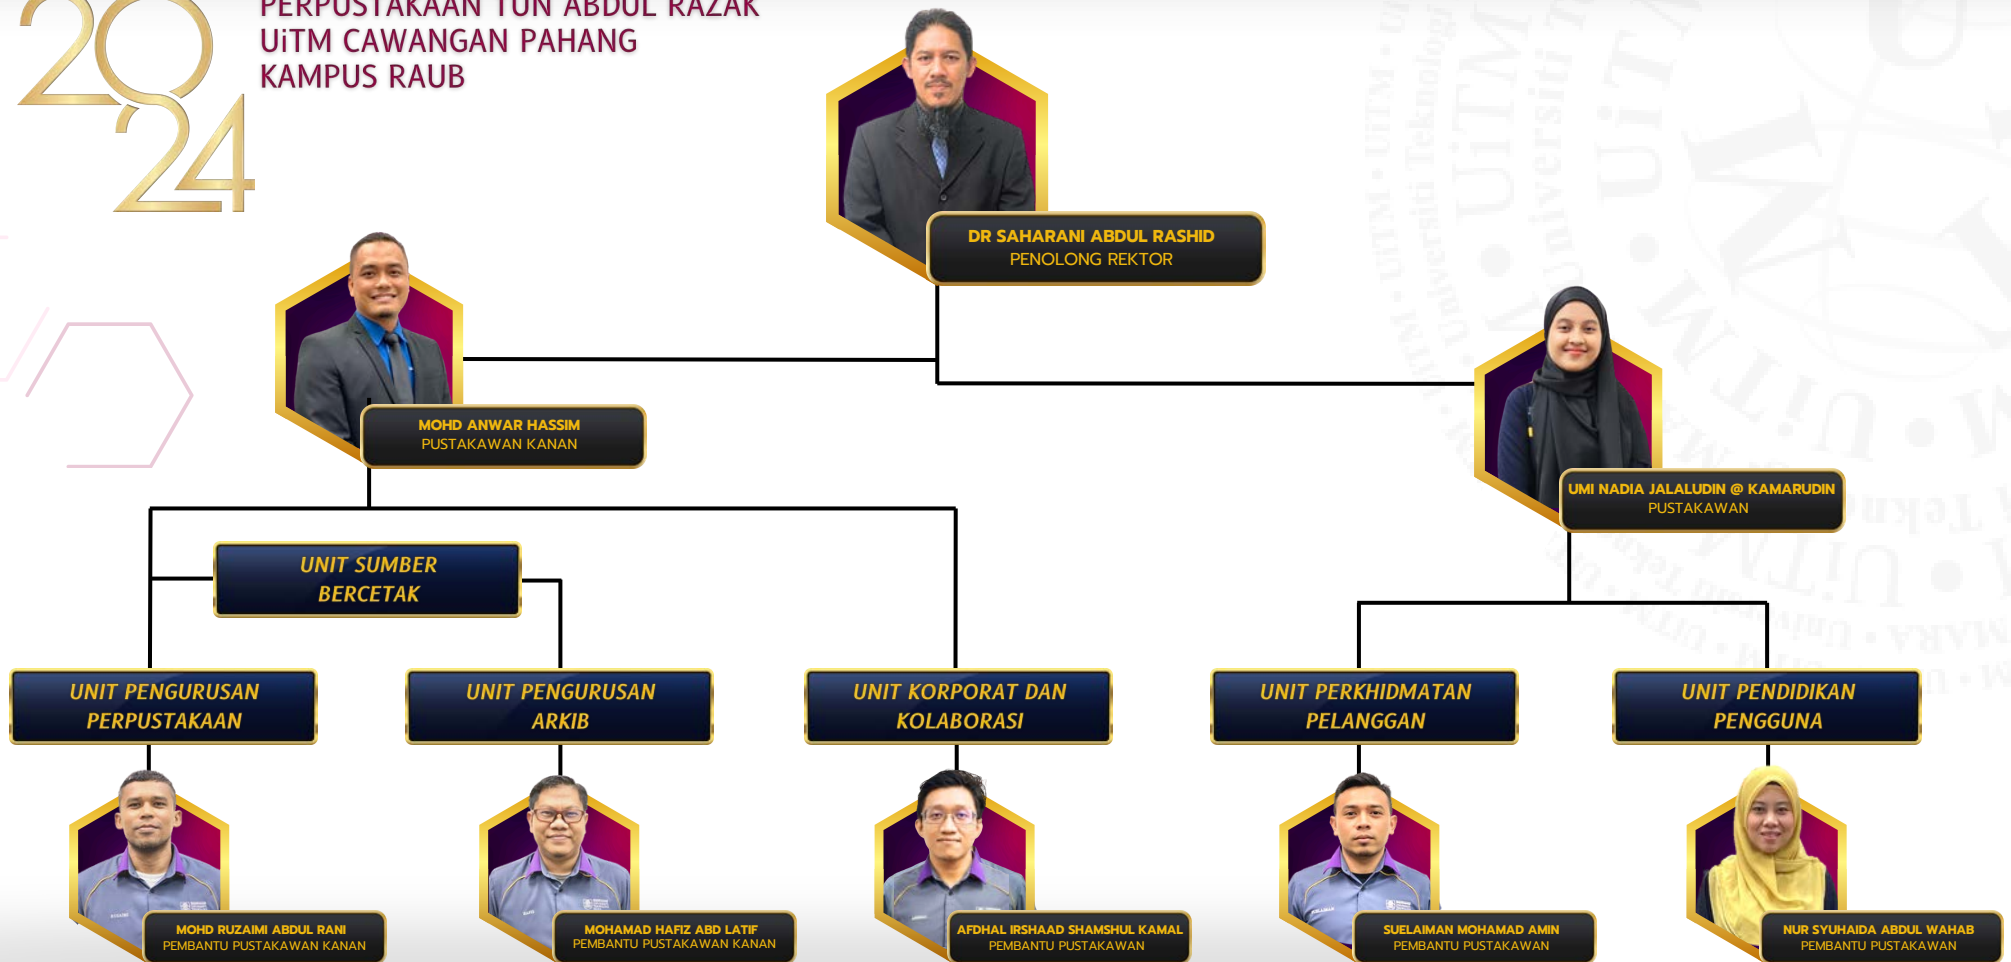 2024
PERPUSTAKAAN TUN ABDUL RAZAK
UiTM CAWANGAN PAHANG
KAMPUS RAUB
DR SAHARANI ABDUL RASHID
PENOLONG REKTOR
MOHD ANWAR HASSIM
PUSTAKAWAN KANAN
UMI NADIA JALALUDIN @ KAMARUDIN
PUSTAKAWAN
UNIT SUMBER
BERCETAK
UNIT PENGURUSAN
PERPUSTAKAAN
UNIT PENGURUSAN
ARKIB
UNIT KORPORAT DAN
KOLABORASI
UNIT PERKHIDMATAN
PELANGGAN
UNIT PENDIDIKAN
PENGGUNA
MOHD RUZAIMI ABDUL RANI
PEMBANTU PUSTAKAWAN KANAN
MOHAMAD HAFIZ ABD LATIF
PEMBANTU PUSTAKAWAN KANAN
AFDHAL IRSHAAD SHAMSHUL KAMAL
PEMBANTU PUSTAKAWAN
SUELAIMAN MOHAMAD AMIN
PEMBANTU PUSTAKAWAN
NUR SYUHAIDA ABDUL WAHAB
PEMBANTU PUSTAKAWAN